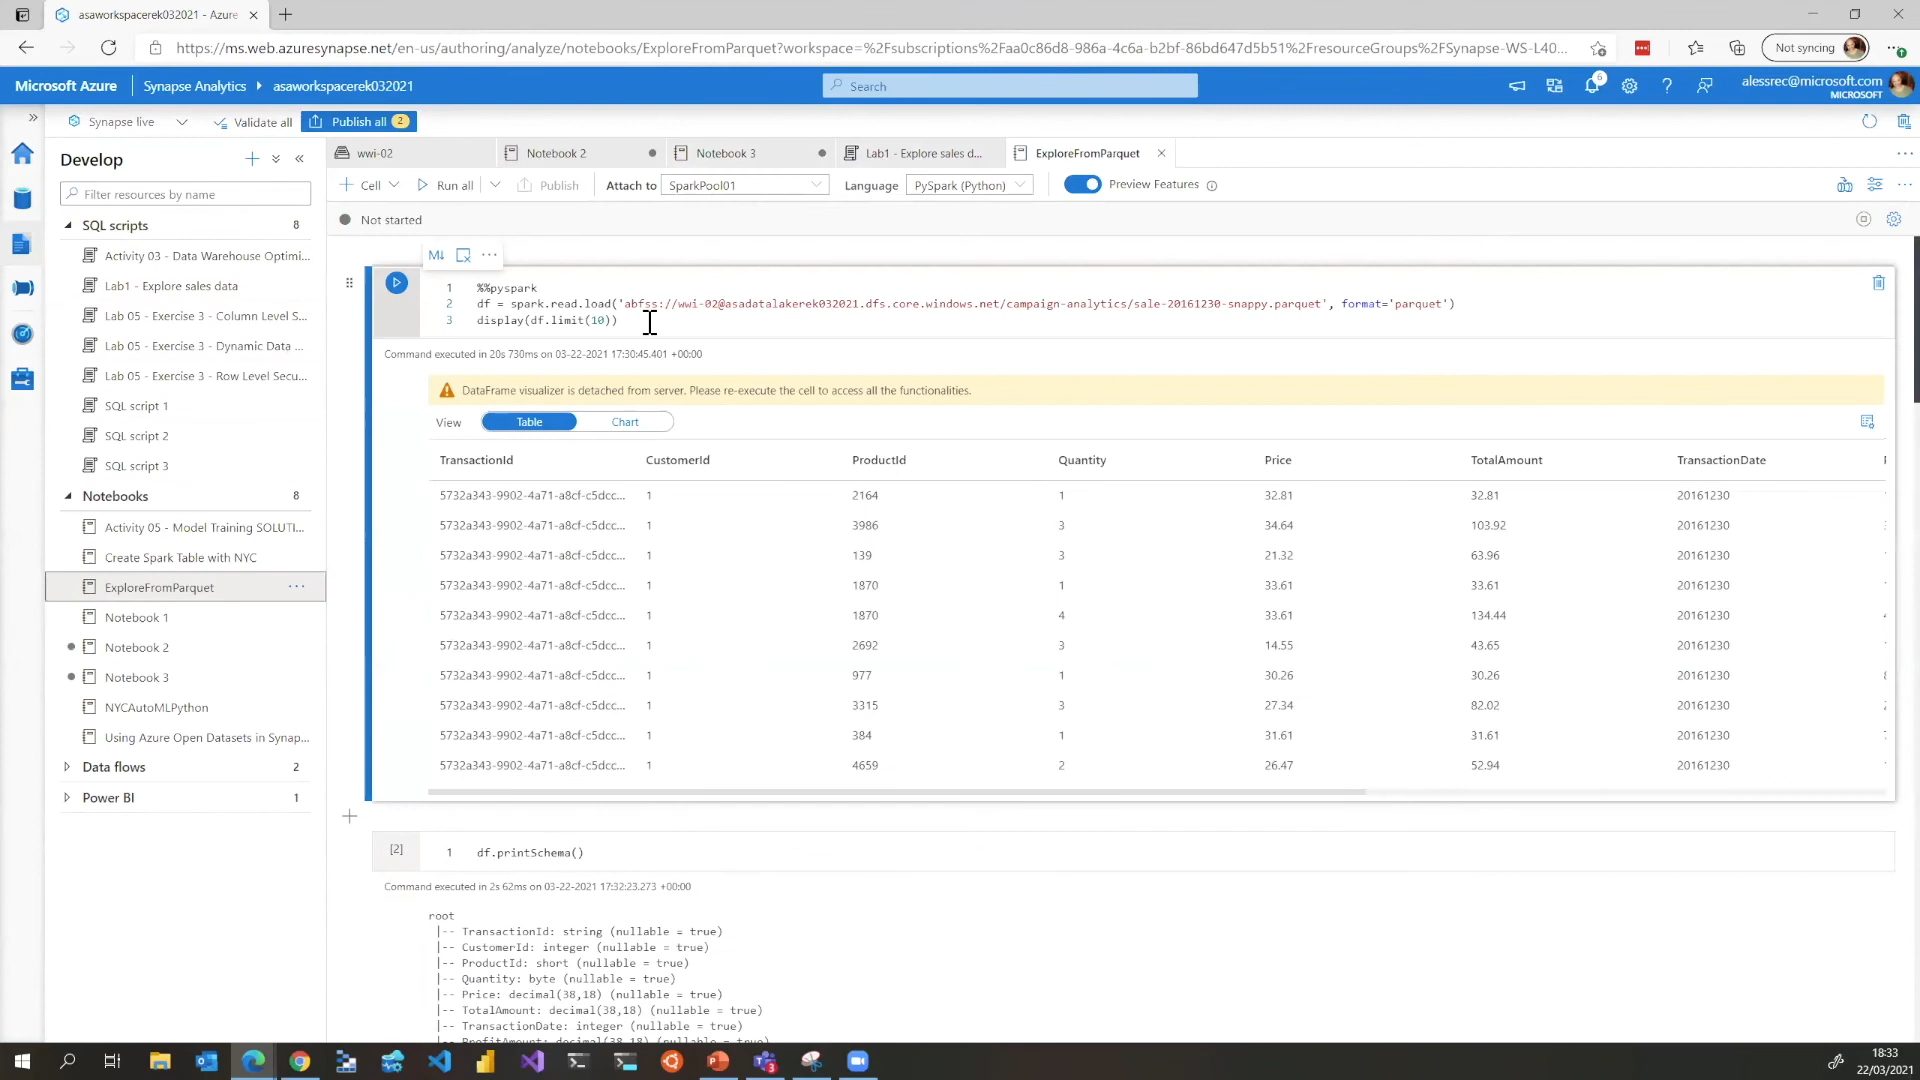 asaworkspacerek032021 - Azure
https://ms.web.azuresynapse.net/en-us/authoring/analyze/notebooks/ExploreFromParquet?workspace=%2Fsubscriptions%2Faa0c86d8-986a-4c6a-b2bf-86bd647d5b51%2FresourceGroups%2FSynapse-WS-L40...
Not syncing
Microsoft Azure
Synapse Analytics
asaworkspacerek032021
Search
6
alessrec@microsoft.com
MICROSOFT
Synapse live
Validate all
Publish all 2
Develop
Filter resources by name
SQL scripts 8
Activity 03 - Data Warehouse Optimi...
Lab1 - Explore sales data
Lab 05 - Exercise 3 - Column Level S...
Lab 05 - Exercise 3 - Dynamic Data ...
Lab 05 - Exercise 3 - Row Level Secu...
SQL script 1
SQL script 2
SQL script 3
Notebooks 8
Activity 05 - Model Training SOLUTI...
Create Spark Table with NYC
ExploreFromParquet ...
Notebook 1
Notebook 2
Notebook 3
NYCAutoMLPython
Using Azure Open Datasets in Synap...
Data flows 2
Power BI 1
wwi-02
Notebook 2
Notebook 3
Lab1 - Explore sales d...
ExploreFromParquet
Cell
Run all
Publish
Attach to SparkPool01
Language PySpark (Python)
Preview Features
Not started
M↓
1 %%pyspark
2 df = spark.read.load('abfss://wwi-02@asadatalakerek032021.dfs.core.windows.net/campaign-analytics/sale-20161230-snappy.parquet', format='parquet')
3 display(df.limit(10))
Command executed in 20s 730ms on 03-22-2021 17:30:45.401 +00:00
DataFrame visualizer is detached from server. Please re-execute the cell to access all the functionalities.
View Table Chart
TransactionId CustomerId ProductId Quantity Price TotalAmount TransactionDate
5732a343-9902-4a71-a8cf-c5dcc... 1 2164 1 32.81 32.81 20161230
5732a343-9902-4a71-a8cf-c5dcc... 1 3986 3 34.64 103.92 20161230
5732a343-9902-4a71-a8cf-c5dcc... 1 139 3 21.32 63.96 20161230
5732a343-9902-4a71-a8cf-c5dcc... 1 1870 1 33.61 33.61 20161230
5732a343-9902-4a71-a8cf-c5dcc... 1 1870 4 33.61 134.44 20161230
5732a343-9902-4a71-a8cf-c5dcc... 1 2692 3 14.55 43.65 20161230
5732a343-9902-4a71-a8cf-c5dcc... 1 977 1 30.26 30.26 20161230
5732a343-9902-4a71-a8cf-c5dcc... 1 3315 3 27.34 82.02 20161230
5732a343-9902-4a71-a8cf-c5dcc... 1 384 1 31.61 31.61 20161230
5732a343-9902-4a71-a8cf-c5dcc... 1 4659 2 26.47 52.94 20161230
[2] 1 df.printSchema()
Command executed in 2s 62ms on 03-22-2021 17:32:23.273 +00:00
root
|-- TransactionId: string (nullable = true)
|-- CustomerId: integer (nullable = true)
|-- ProductId: short (nullable = true)
|-- Quantity: byte (nullable = true)
|-- Price: decimal(38,18) (nullable = true)
|-- TotalAmount: decimal(38,18) (nullable = true)
|-- TransactionDate: integer (nullable = true)
|-- ProfitAmount: decimal(38,18) (nullable = true)
18:33
22/03/2021